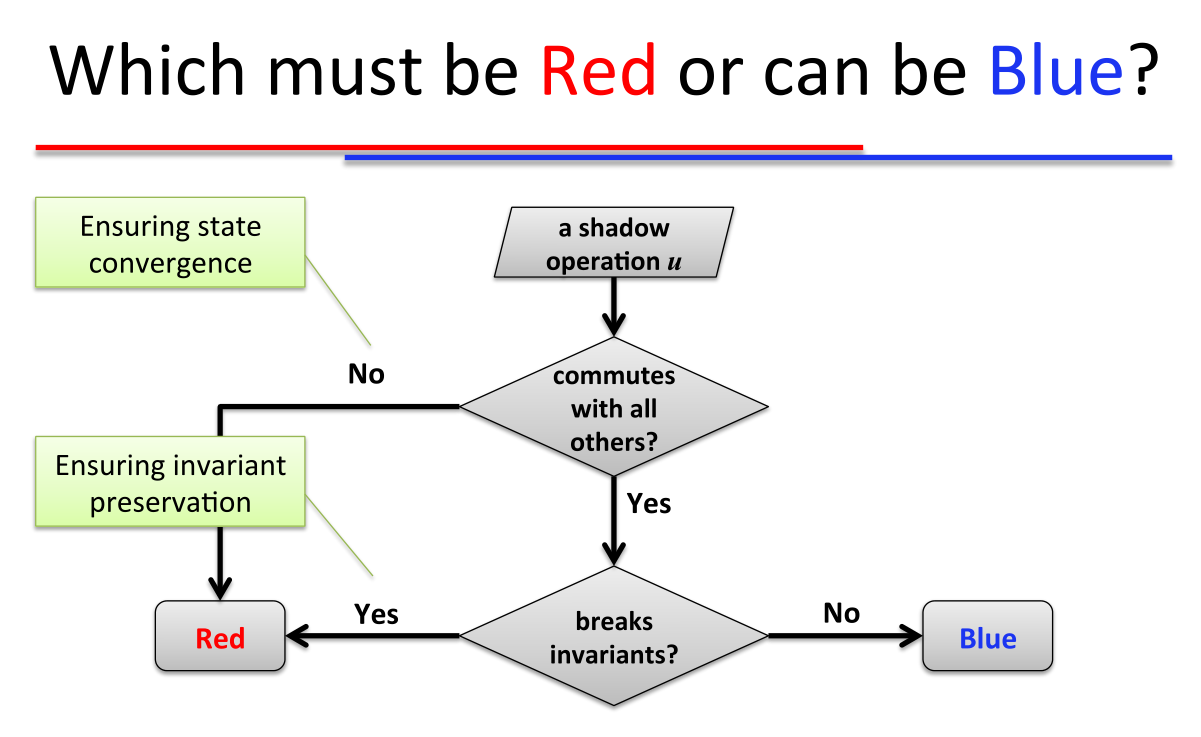 Which must be Red or can be Blue?
Ensuring state
convergence
a shadow
operation u
No
commutes
with all
others?
Ensuring invariant
preservation
Yes
Yes
No
breaks
invariants?
Red
Blue